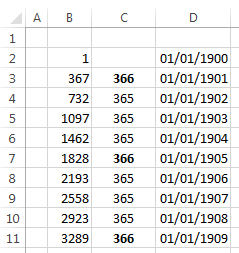 A B C D
1
2 1 01/01/1900
3 367 366 01/01/1901
4 732 365 01/01/1902
5 1097 365 01/01/1903
6 1462 365 01/01/1904
7 1828 366 01/01/1905
8 2193 365 01/01/1906
9 2558 365 01/01/1907
10 2923 365 01/01/1908
11 3289 366 01/01/1909